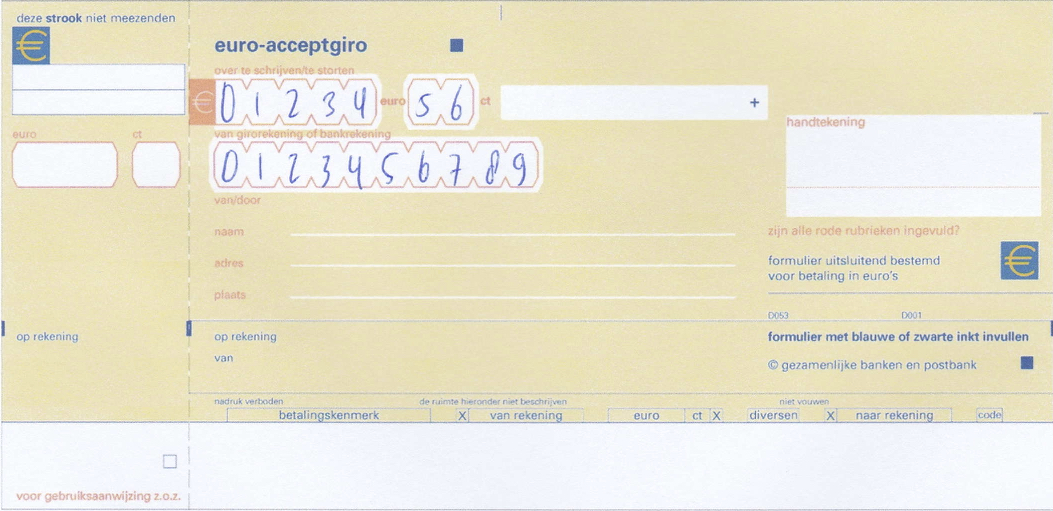 deze strook niet meezenden
€
euro ct
voor gebruiksaanwijzing z.o.z.
op rekening
euro-acceptgiro
over te schrijven/te storten
€ 01234 euro 56 ct +
van girorekening of bankrekening
0123456789
van/door
naam
adres
plaats
handtekening
zijn alle rode rubrieken ingevuld?
formulier uitsluitend bestemd
voor betaling in euro's
€
D053 D001
op rekening
van
formulier met blauwe of zwarte inkt invullen
© gezamenlijke banken en postbank
nadruk verboden de ruimte hieronder niet beschrijven niet vouwen
betalingskenmerk X van rekening euro ct X diversen X naar rekening code